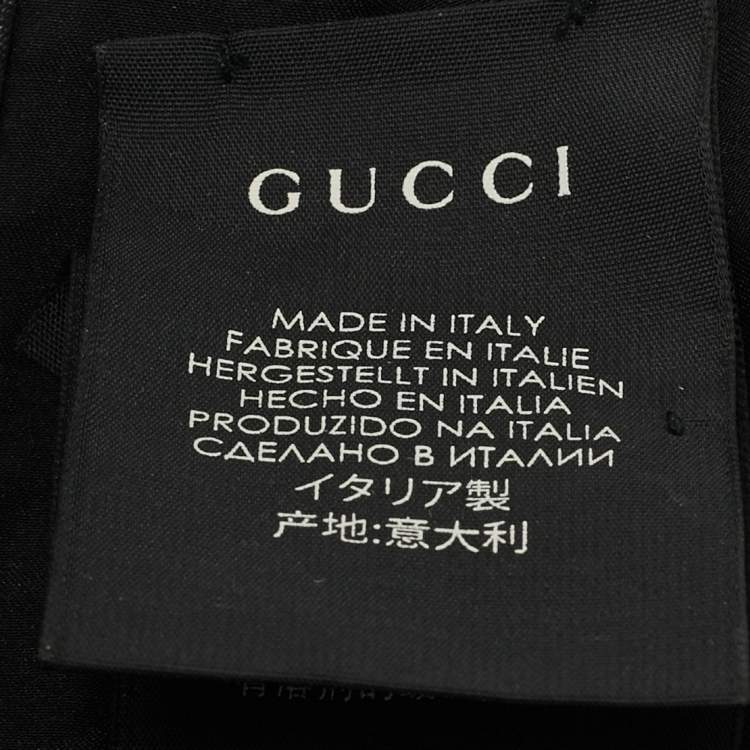 GUCCI
MADE IN ITALY
FABRIQUE EN ITALIE
HERGESTELLT IN ITALIEN
HECHO EN ITALIA
PRODUZIDO NA ITALIA
СДЕЛАНО В ИТАЛИИ
イタリア製
产地:意大利